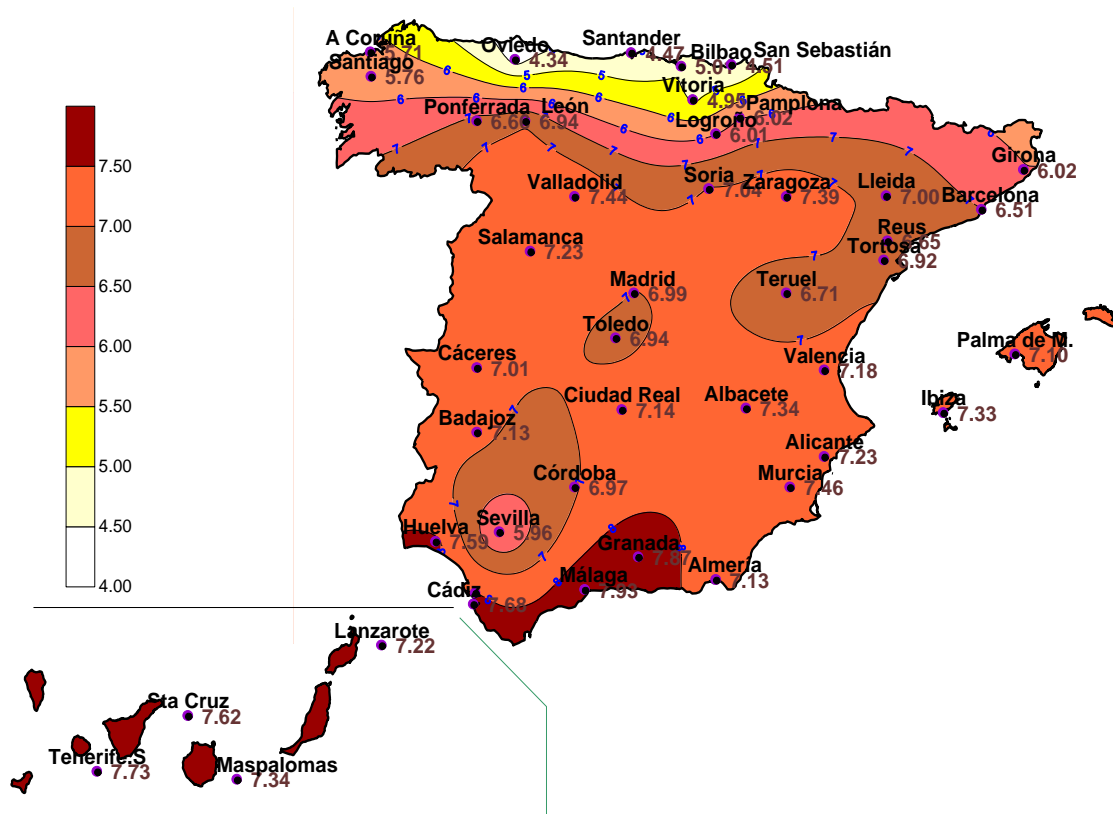 A Coruña
5.71
Oviedo
4.34
Santander
4.47
Bilbao
5.01
San Sebastián
4.51
Santiago
5.76
Vitoria
4.95
Pamplona
6.02
Ponferrada
León
6.94
Logroño
6.01
Girona
6.02
Valladolid
7.44
Soria
7.04
Zaragoza
7.39
Lleida
7.00
Barcelona
6.51
Reus
6.65
Tortosa
6.92
Salamanca
7.23
Madrid
6.99
Teruel
6.71
Toledo
6.94
Cáceres
7.01
Valencia
7.18
Palma de M.
7.10
Ciudad Real
7.14
Albacete
7.34
Ibiza
7.33
Badajoz
7.13
Alicante
7.23
Córdoba
6.97
Murcia
7.46
Sevilla
5.96
Huelva
7.59
Granada
7.87
Málaga
7.93
Almería
7.13
Cádiz
7.68
7.50
7.00
6.50
6.00
5.50
5.00
4.50
4.00
Lanzarote
7.22
Sta Cruz
7.62
Tenerife.S
7.73
Maspalomas
7.34